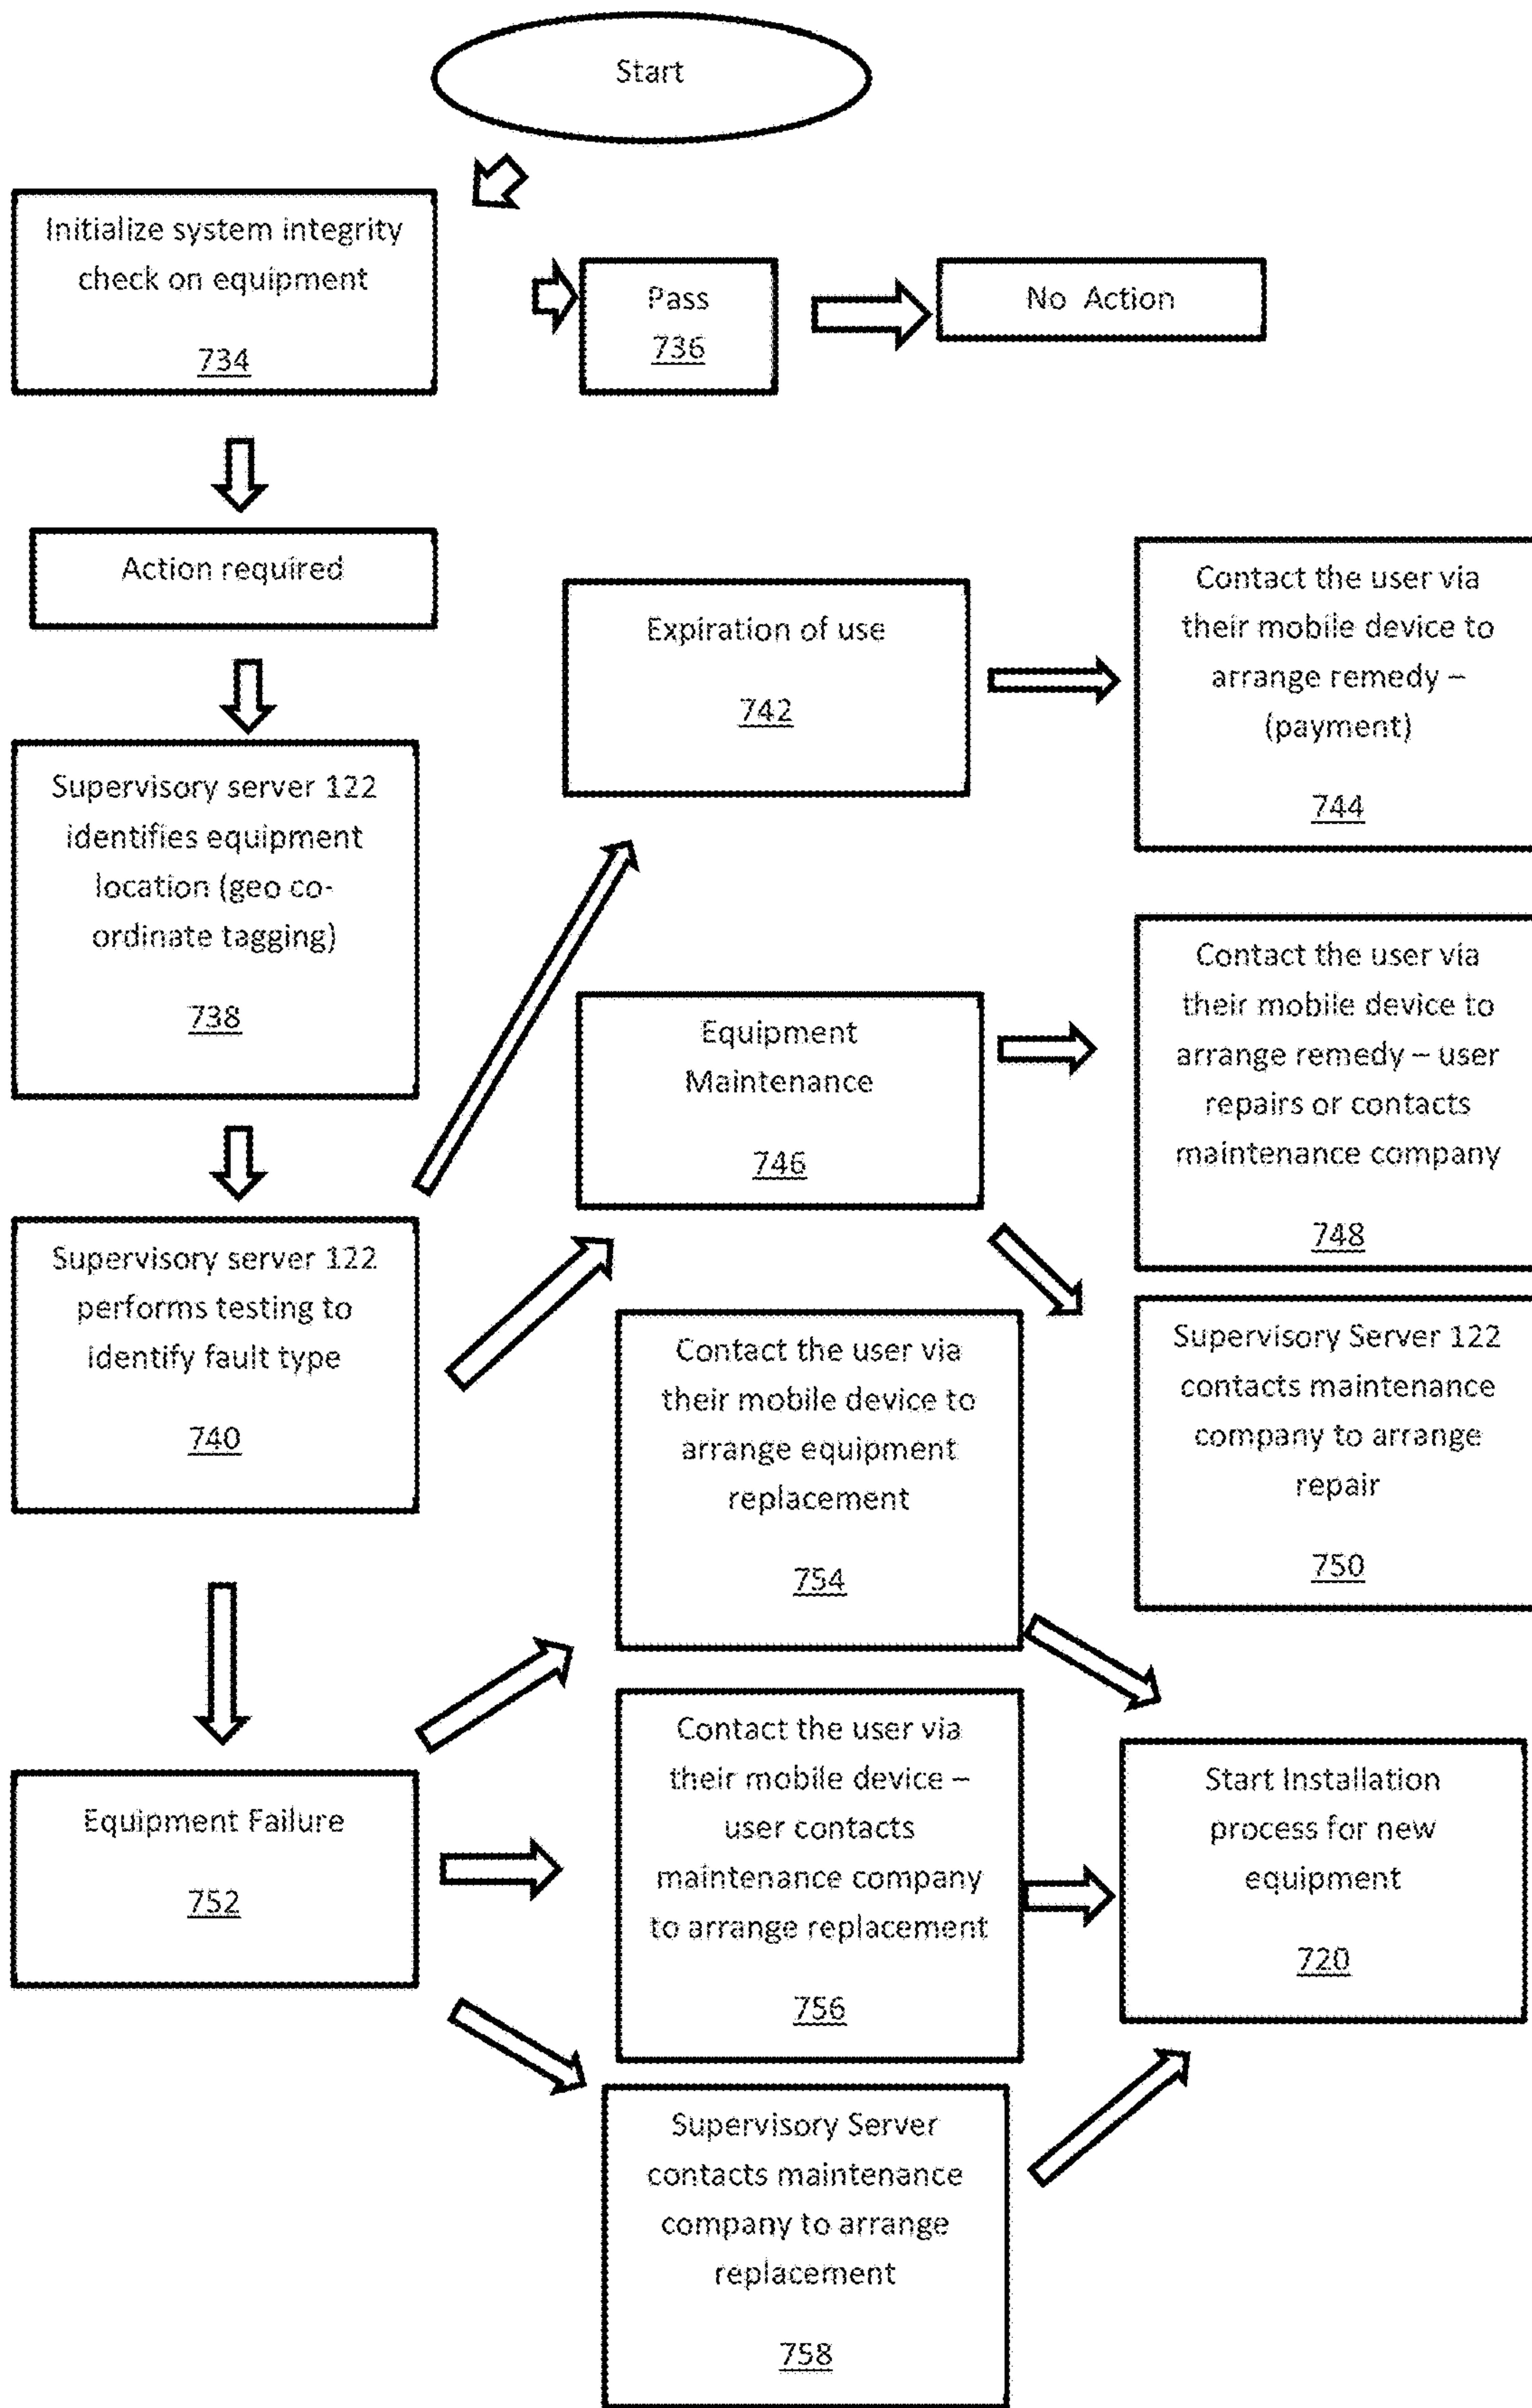 Start
Initialize system integrity
check on equipment
734
Pass
736
No Action
Action required
Supervisory server 122
identifies equipment
location (geo co-
ordinate tagging)
738
Expiration of use
742
Contact the user via
their mobile device to
arrange remedy –
(payment)
744
Equipment
Maintenance
746
Contact the user via
their mobile device to
arrange remedy – user
repairs or contacts
maintenance company
748
Supervisory server 122
performs testing to
identify fault type
740
Contact the user via
their mobile device to
arrange equipment
replacement
754
Supervisory Server 122
contacts maintenance
company to arrange
repair
750
Equipment Failure
752
Contact the user via
their mobile device –
user contacts
maintenance company
to arrange replacement
756
Start Installation
process for new
equipment
720
Supervisory Server
contacts maintenance
company to arrange
replacement
758